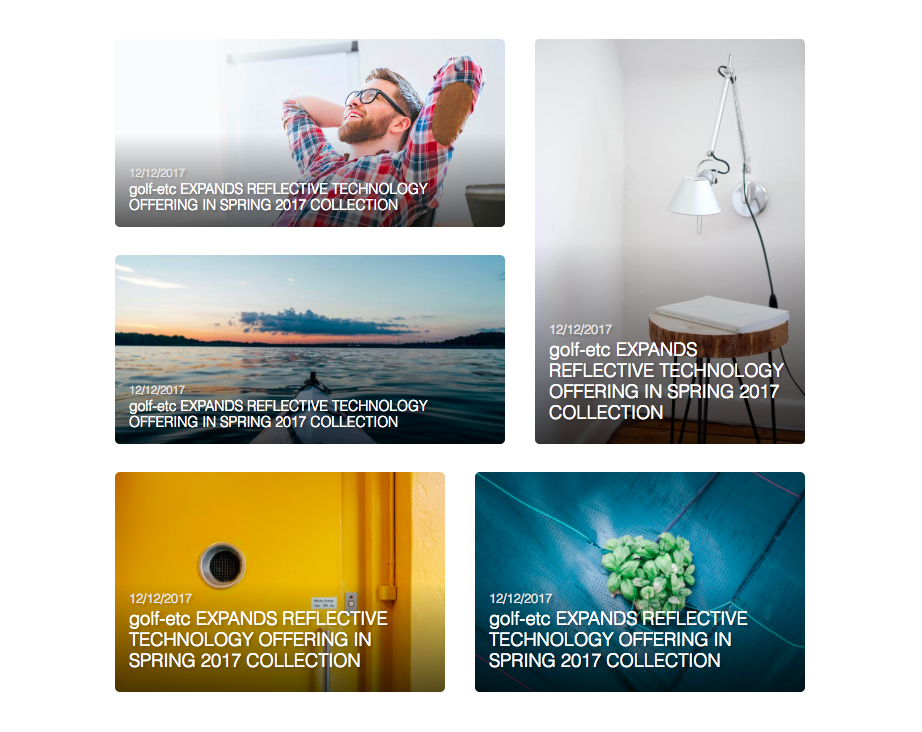 12/12/2017
golf-etc EXPANDS REFLECTIVE TECHNOLOGY
OFFERING IN SPRING 2017 COLLECTION
12/12/2017
golf-etc EXPANDS
REFLECTIVE TECHNOLOGY
OFFERING IN SPRING 2017
COLLECTION
12/12/2017
golf-etc EXPANDS REFLECTIVE TECHNOLOGY
OFFERING IN SPRING 2017 COLLECTION
12/12/2017
golf-etc EXPANDS REFLECTIVE
TECHNOLOGY OFFERING IN
SPRING 2017 COLLECTION
12/12/2017
golf-etc EXPANDS REFLECTIVE
TECHNOLOGY OFFERING IN
SPRING 2017 COLLECTION